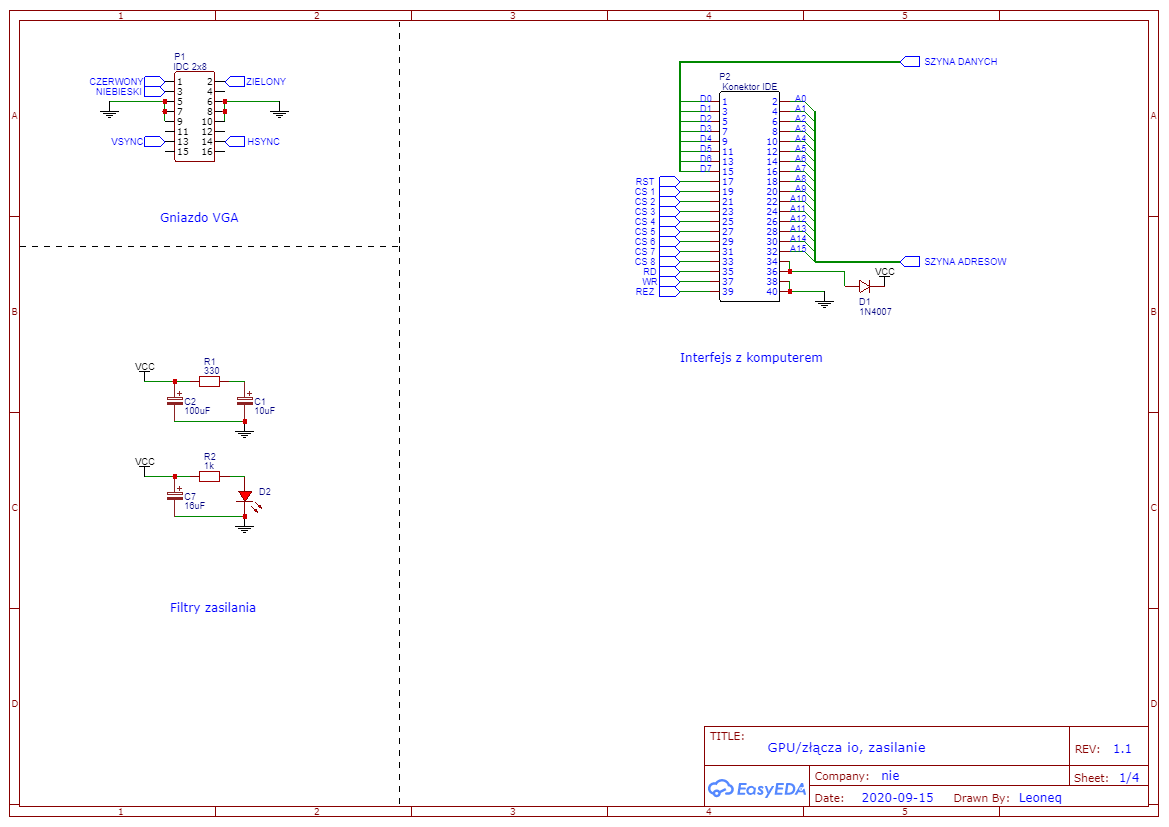 1 2 3 4 5
A A
B B
C C
D D
P1
IDC 2x8
CZERWONY 1 2 ZIELONY
NIEBIESKI 3 4
5 6
7 8
9 10
11 12
VSYNC 13 14 HSYNC
15 16
Gniazdo VGA
SZYNA DANYCH
P2
Konektor IDE
D0 1 2 A0
D1 3 4 A1
D2 5 6 A2
D3 7 8 A3
D4 9 10 A4
D5 11 12 A5
D6 13 14 A6
D7 15 16 A7
RST 17 18 A8
CS 1 19 20 A9
CS 2 21 22 A10
CS 3 23 24 A11
CS 4 25 26 A12
CS 5 27 28 A13
CS 6 29 30 A14
CS 7 31 32 A15
CS 8 33 34 SZYNA ADRESOW
RD 35 36 VCC
WR 37 38
REZ 39 40
D1
1N4007
Interfejs z komputerem
VCC
R1
330
C2
100uF
C1
10uF
VCC
R2
1k
C7
16uF
D2
Filtry zasilania
TITLE:
GPU/złącza io, zasilanie
REV: 1.1
EasyEDA
Company: nie
Sheet: 1/4
Date: 2020-09-15 Drawn By: Leoneq
1 2 3 4 5